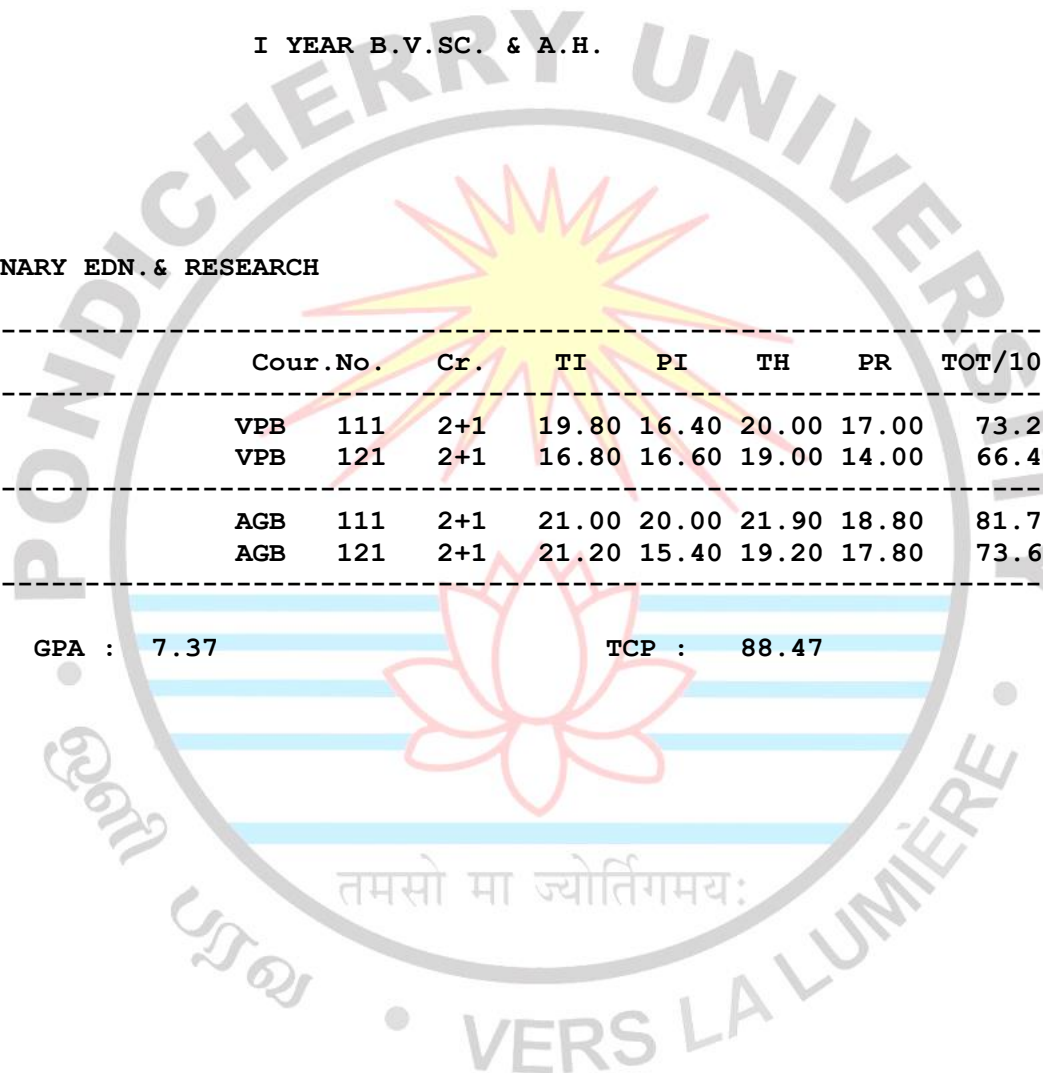 I YEAR B.V.SC. & A.H.
NARY EDN.& RESEARCH
Cour.No. Cr. TI PI TH PR TOT/10
VPB 111 2+1 19.80 16.40 20.00 17.00 73.2
VPB 121 2+1 16.80 16.60 19.00 14.00 66.4
AGB 111 2+1 21.00 20.00 21.90 18.80 81.7
AGB 121 2+1 21.20 15.40 19.20 17.80 73.6
GPA : 7.37 TCP : 88.47
PONDICHERRY UNIVERSITY
तमसो मा ज्योतिंगमय:
ஒளி பரவ
VERS LA LUMIÈRE